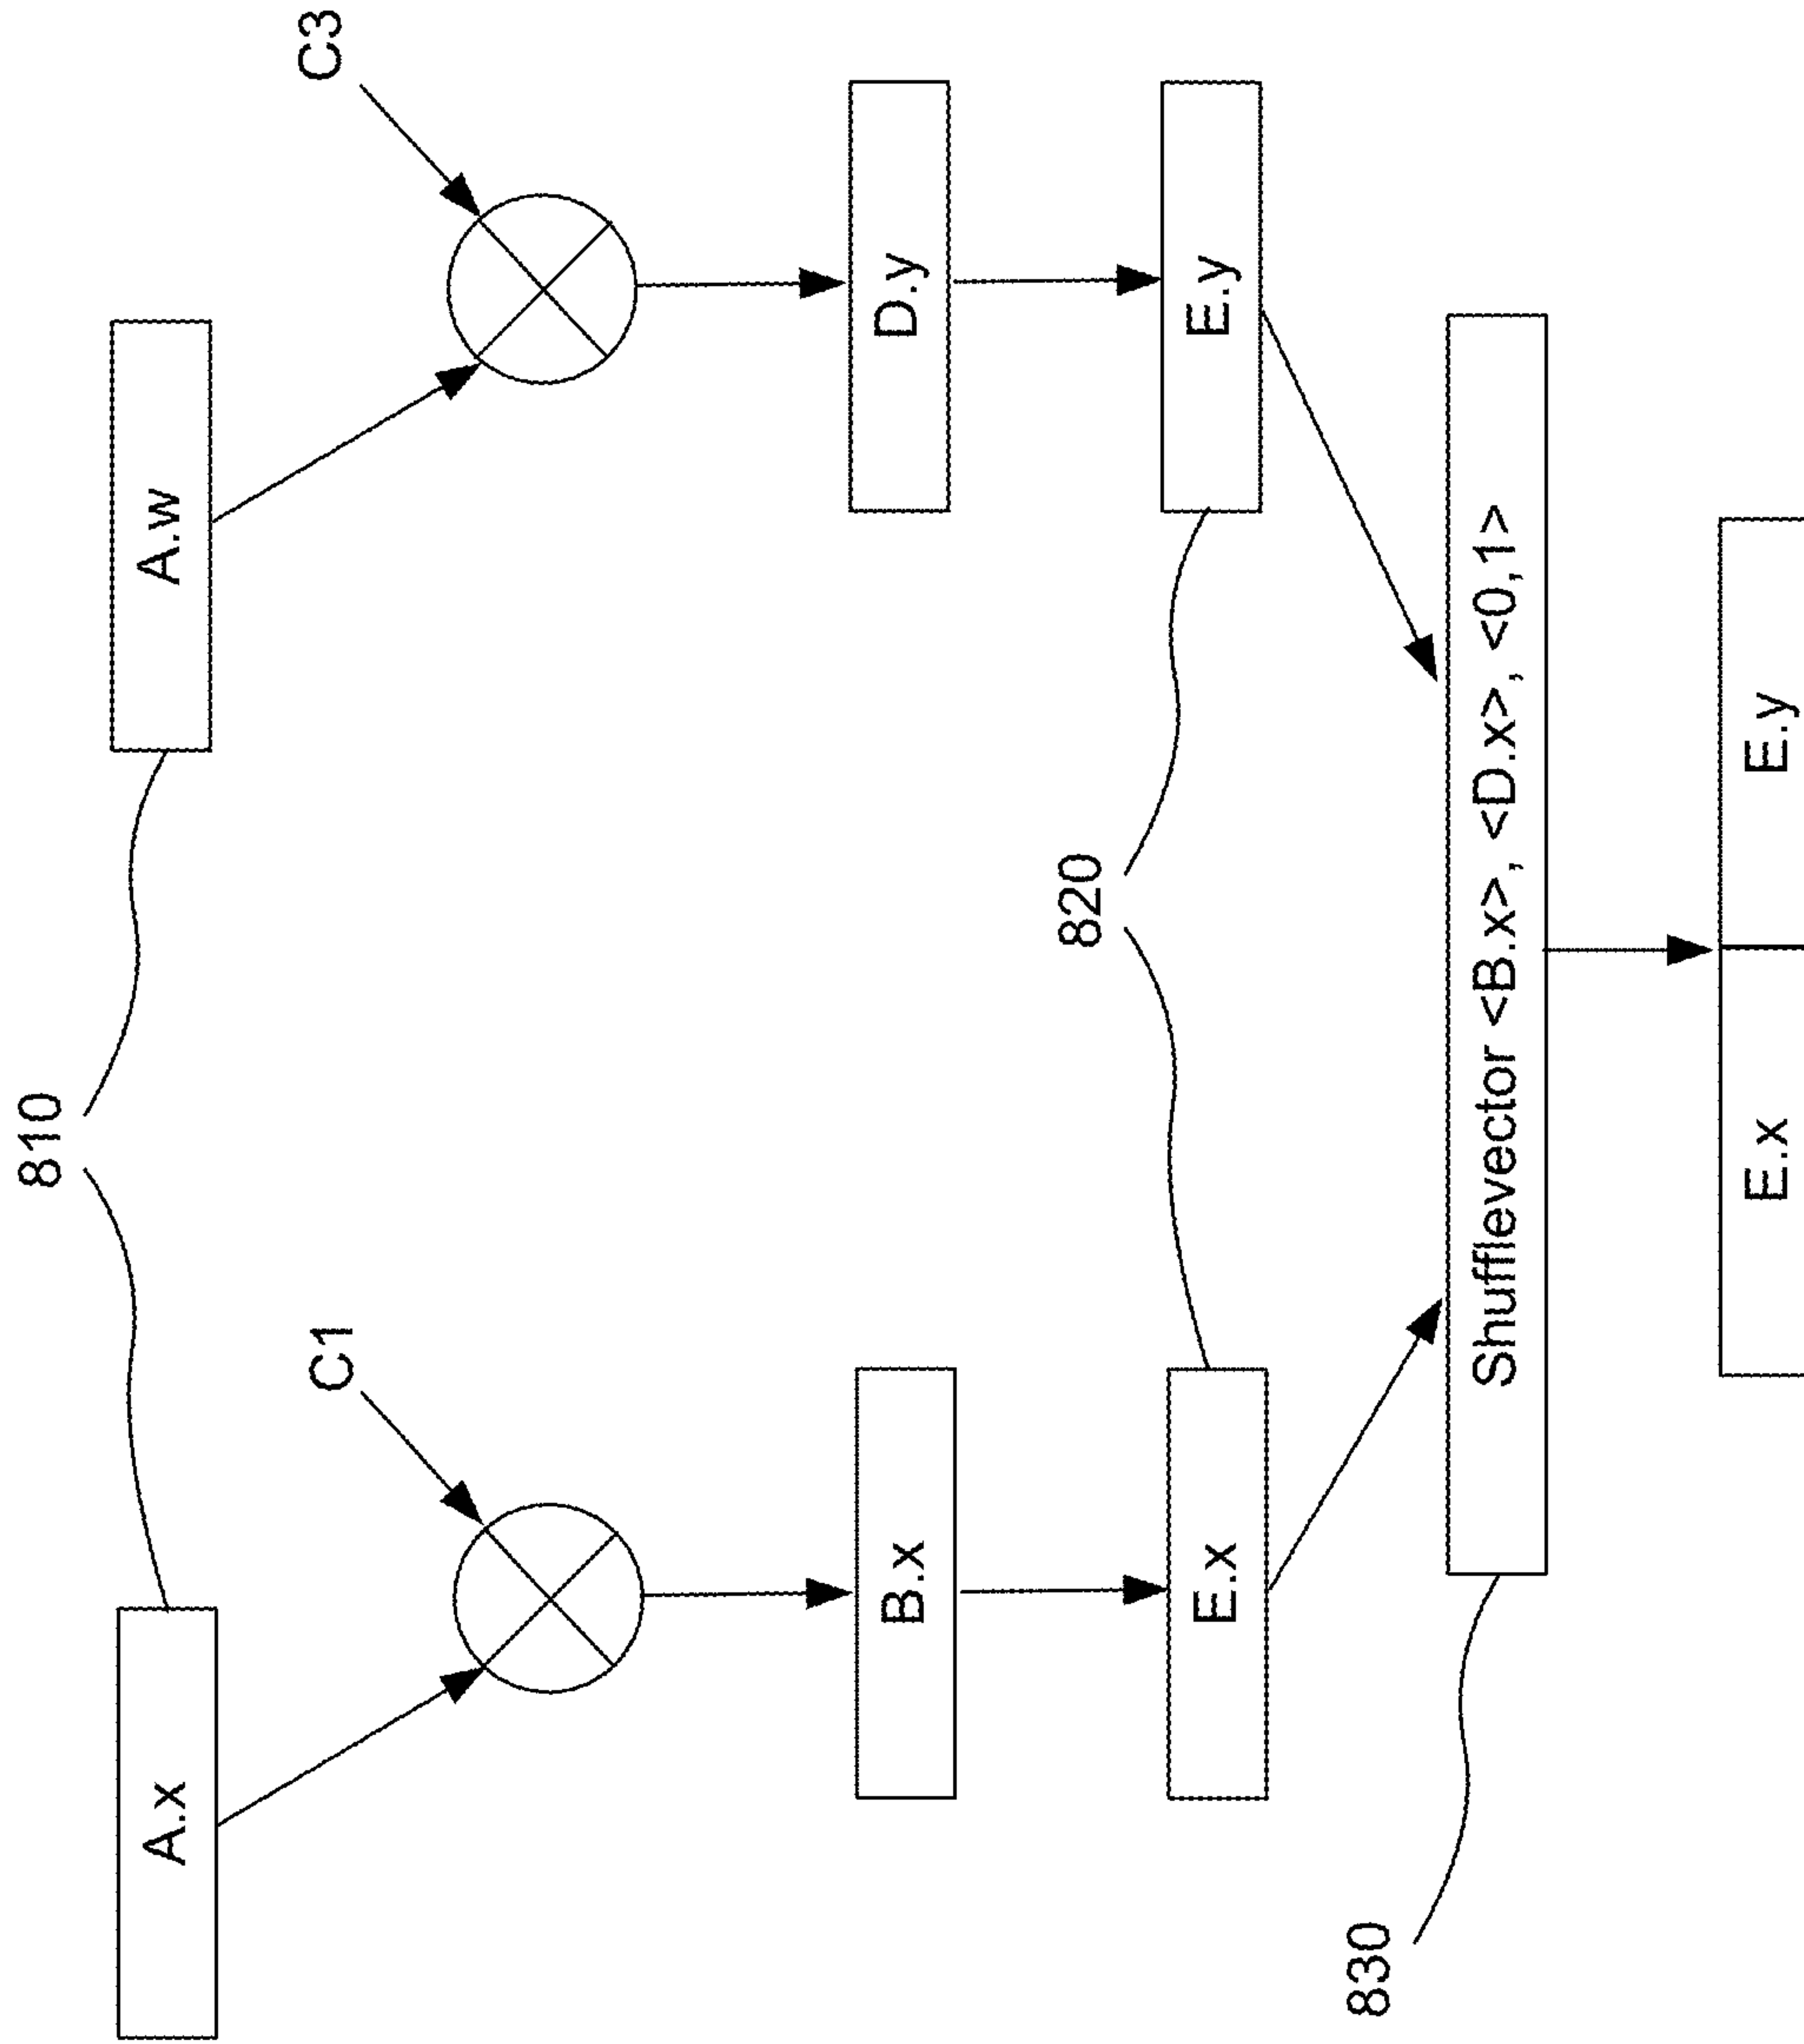 810
A.x
A.w
C1
C3
B.x
D.y
820
E.x
E.y
830
Shufflevector <B.x>, <D.x>, <0,1>
E.x
E.y